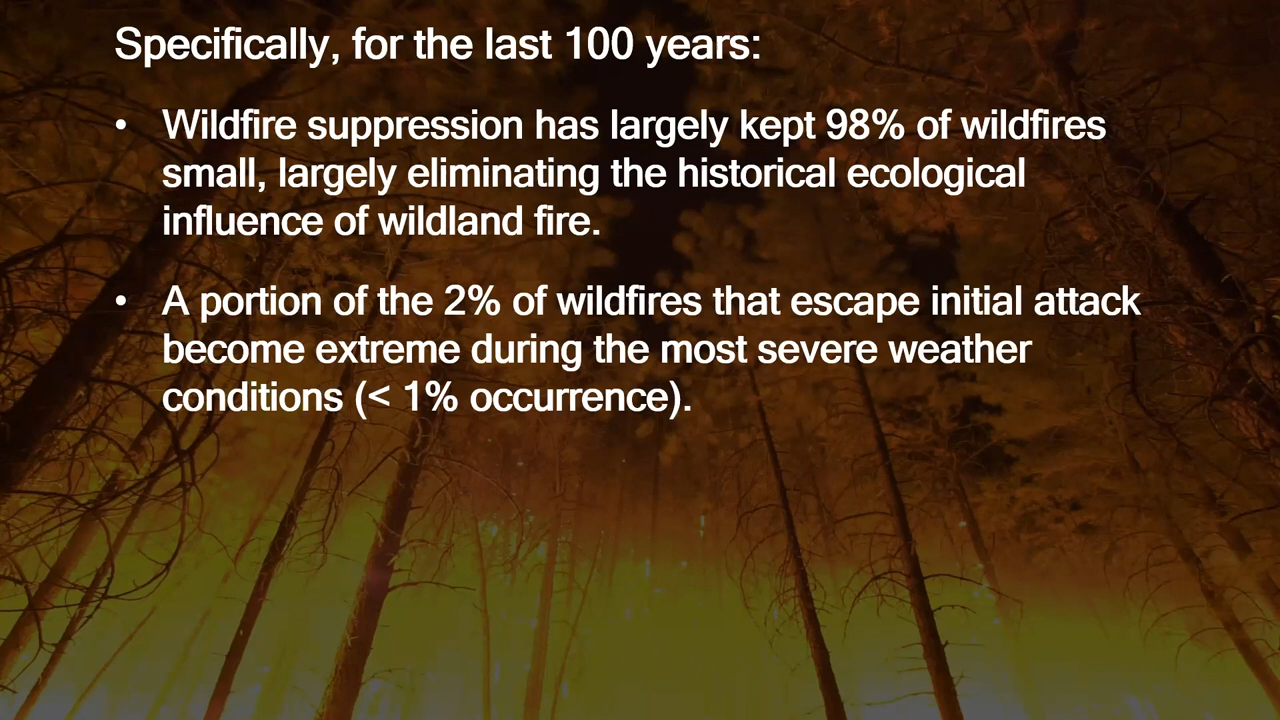 Specifically, for the last 100 years:
• Wildfire suppression has largely kept 98% of wildfires
small, largely eliminating the historical ecological
influence of wildland fire.
• A portion of the 2% of wildfires that escape initial attack
become extreme during the most severe weather
conditions (< 1% occurrence).